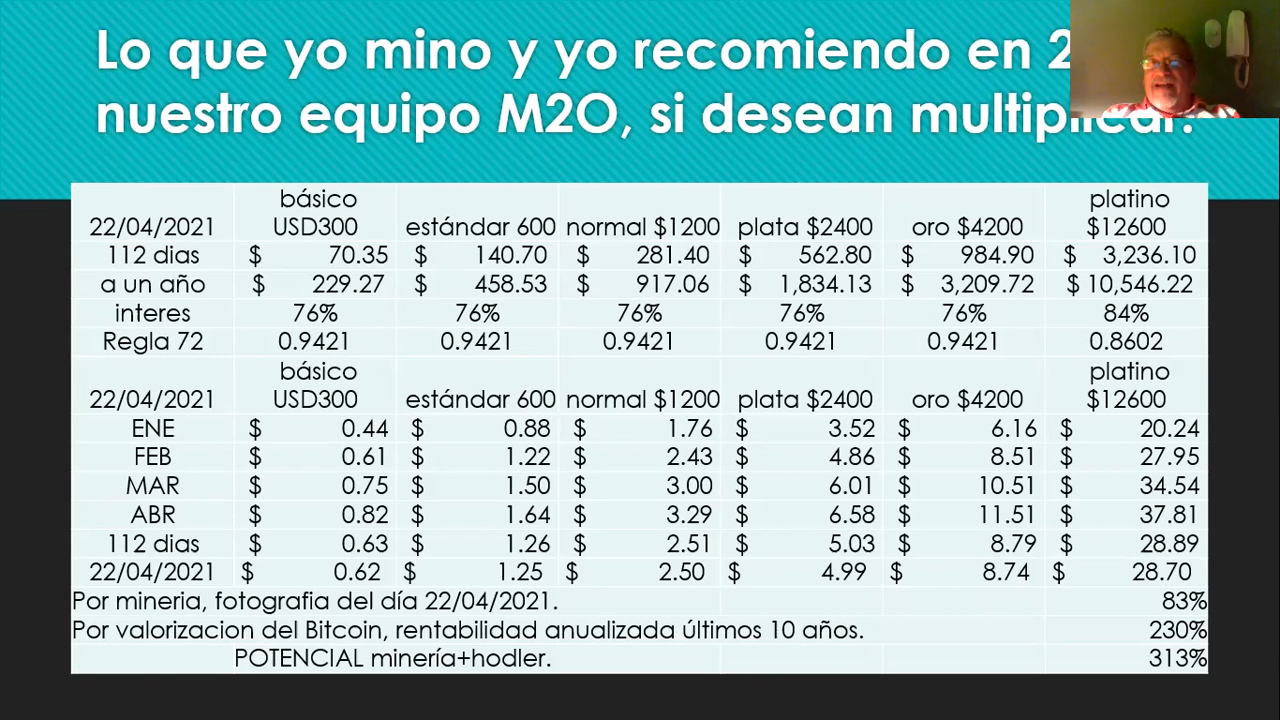 Lo que yo mino y yo recomiendo en 2
nuestro equipo M2O, si desean multiplicar.
22/04/2021 básico USD300 estándar 600 normal $1200 plata $2400 oro $4200 platino $12600
112 dias $ 70.35 $ 140.70 $ 281.40 $ 562.80 $ 984.90 $ 3,236.10
a un año $ 229.27 $ 458.53 $ 917.06 $ 1,834.13 $ 3,209.72 $ 10,546.22
interes 76% 76% 76% 76% 76% 84%
Regla 72 0.9421 0.9421 0.9421 0.9421 0.9421 0.8602
22/04/2021 básico USD300 estándar 600 normal $1200 plata $2400 oro $4200 platino $12600
ENE $ 0.44 $ 0.88 $ 1.76 $ 3.52 $ 6.16 $ 20.24
FEB $ 0.61 $ 1.22 $ 2.43 $ 4.86 $ 8.51 $ 27.95
MAR $ 0.75 $ 1.50 $ 3.00 $ 6.01 $ 10.51 $ 34.54
ABR $ 0.82 $ 1.64 $ 3.29 $ 6.58 $ 11.51 $ 37.81
112 dias $ 0.63 $ 1.26 $ 2.51 $ 5.03 $ 8.79 $ 28.89
22/04/2021 $ 0.62 $ 1.25 $ 2.50 $ 4.99 $ 8.74 $ 28.70
Por mineria, fotografia del día 22/04/2021. 83%
Por valorizacion del Bitcoin, rentabilidad anualizada últimos 10 años. 230%
POTENCIAL minería+hodler. 313%